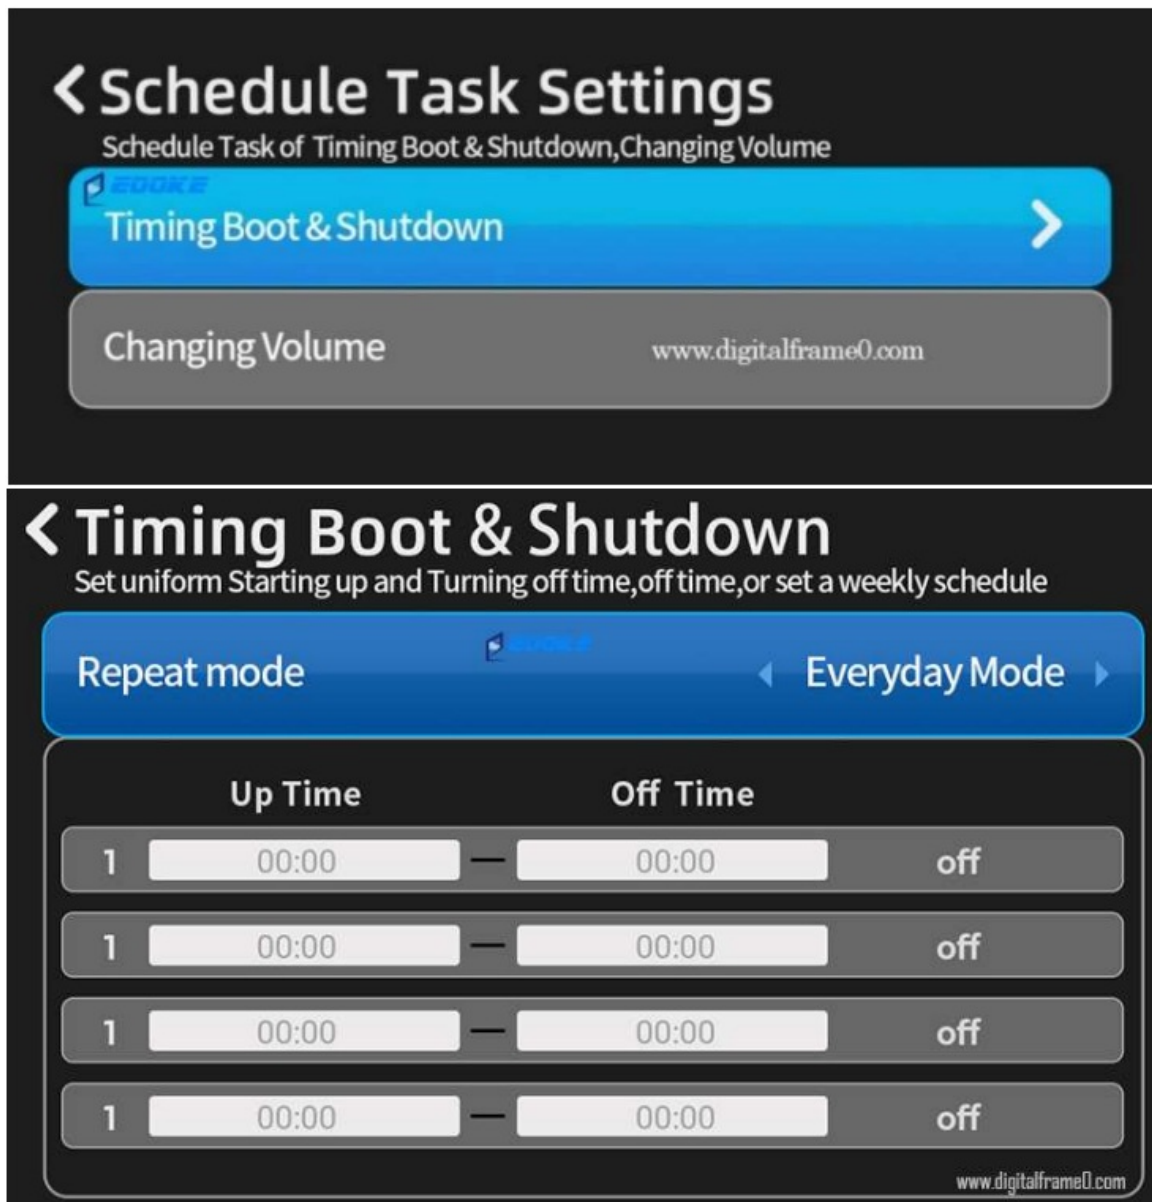 Schedule Task Settings
Schedule Task of Timing Boot & Shutdown,Changing Volume
EDOKE
Timing Boot & Shutdown
Changing Volume www.digitalframe0.com
Timing Boot & Shutdown
Set uniform Starting up and Turning off time,off time,or set a weekly schedule
EDOKE
Repeat mode Everyday Mode
Up Time Off Time
1 00:00 — 00:00 off
1 00:00 — 00:00 off
1 00:00 — 00:00 off
1 00:00 — 00:00 off
www.digitalframe0.com